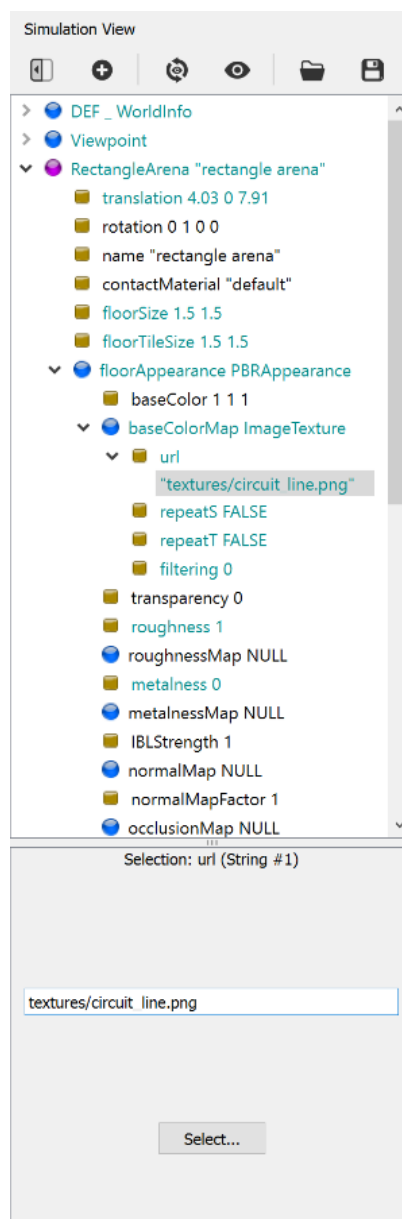 Simulation View
DEF _ WorldInfo
Viewpoint
RectangleArena "rectangle arena"
translation 4.03 0 7.91
rotation 0 1 0 0
name "rectangle arena"
contactMaterial "default"
floorSize 1.5 1.5
floorTileSize 1.5 1.5
floorAppearance PBRAppearance
baseColor 1 1 1
baseColorMap ImageTexture
url
"textures/circuit_line.png"
repeatS FALSE
repeatT FALSE
filtering 0
transparency 0
roughness 1
roughnessMap NULL
metalness 0
metalnessMap NULL
IBLStrength 1
normalMap NULL
normalMapFactor 1
occlusionMap NULL
Selection: url (String #1)
textures/circuit_line.png
Select...